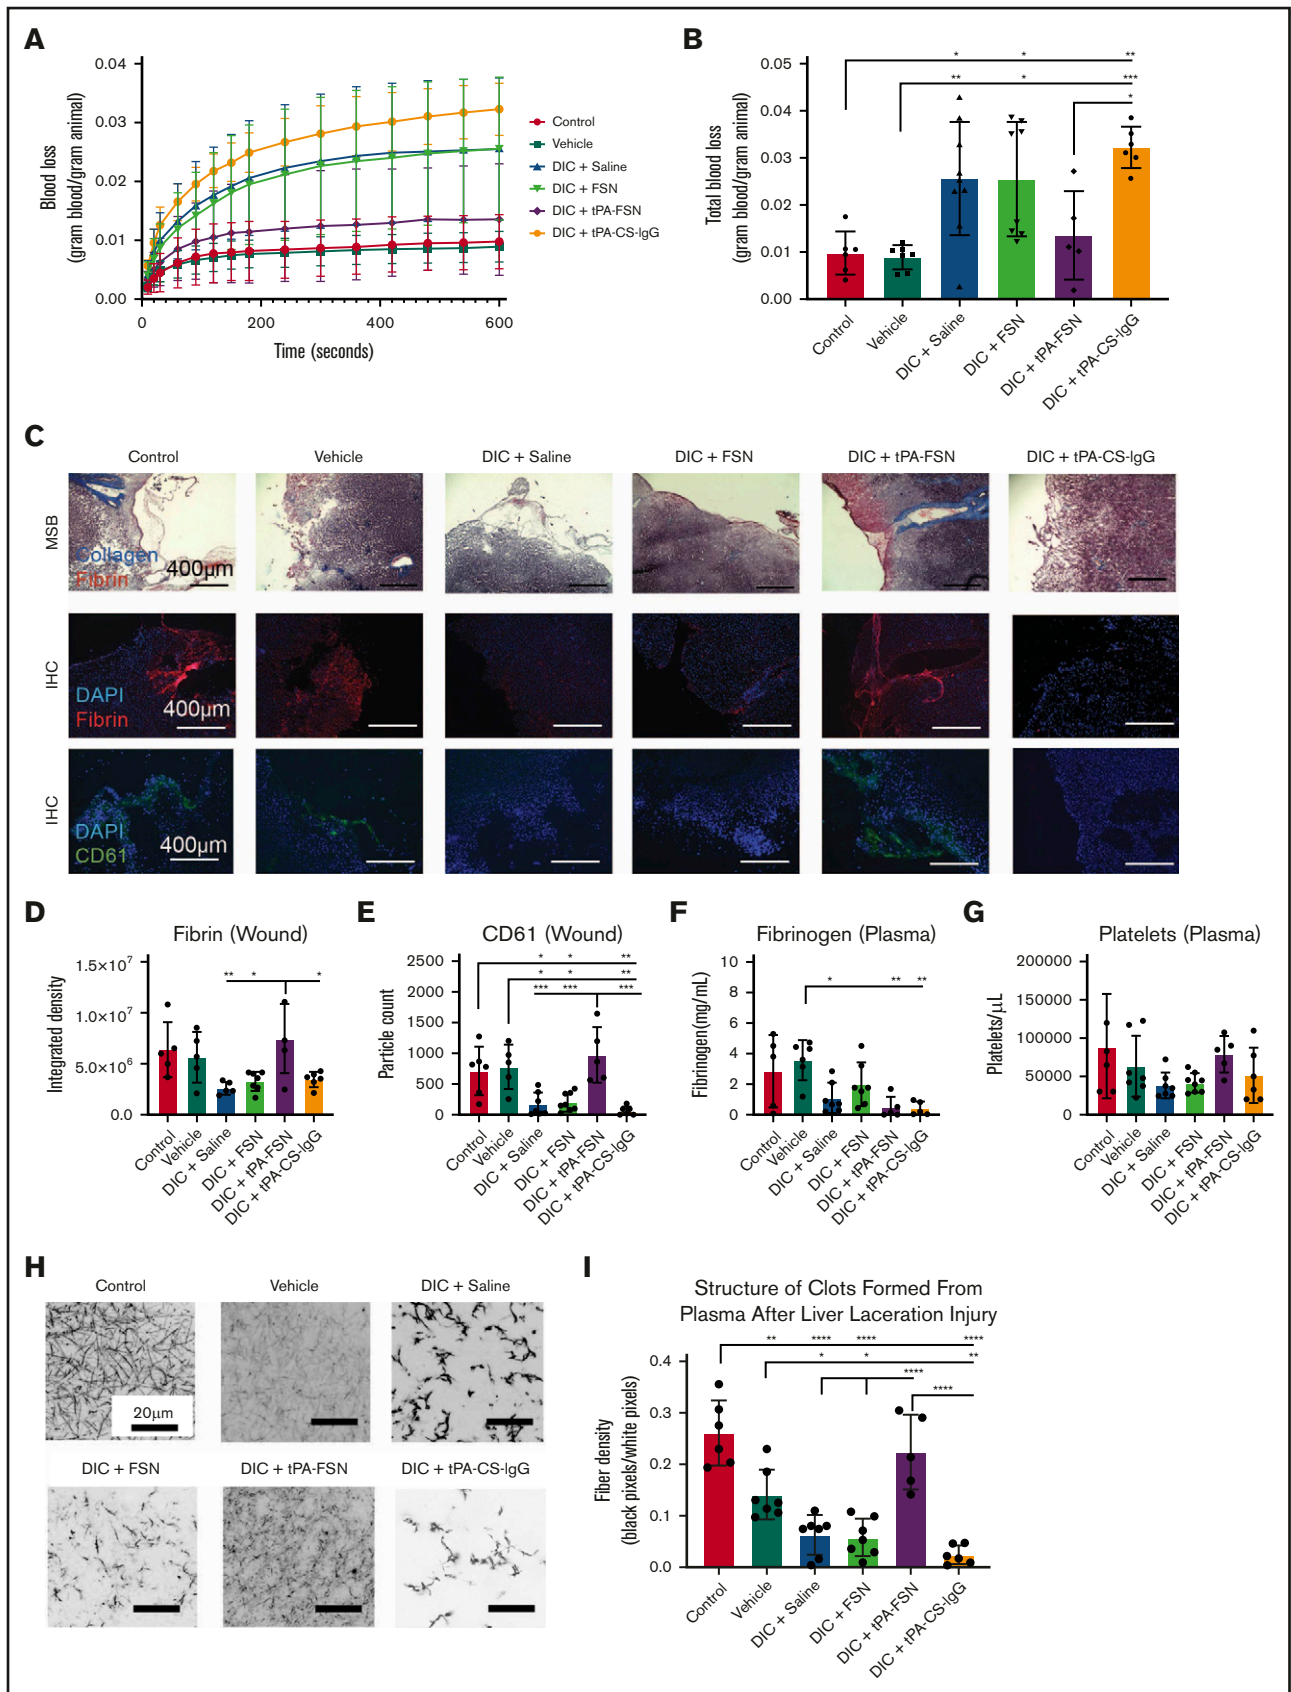 A
0.04
0.03
0.02
0.01
0.00
Blood loss
(gram blood/gram animal)
0
200
400
600
Time (seconds)
Control
Vehicle
DIC + Saline
DIC + FSN
DIC + tPA-FSN
DIC + tPA-CS-IgG
B
0.05
0.04
0.03
0.02
0.01
0.00
Total blood loss
(gram blood/gram animal)
* * **
** * ***
*
Control
Vehicle
DIC + Saline
DIC + FSN
DIC + tPA-FSN
DIC + tPA-CS-IgG
C
Control
Vehicle
DIC + Saline
DIC + FSN
DIC + tPA-FSN
DIC + tPA-CS-IgG
MSB
Collagen
Fibrin
400µm
IHC
DAPI
Fibrin
400µm
IHC
DAPI
CD61
400µm
D
Fibrin (Wound)
1.5×10⁷
1.0×10⁷
5.0×10⁶
0.0
Integrated density
** * *
Control
Vehicle
DIC + Saline
DIC + FSN
DIC + tPA-FSN
DIC + tPA-CS-IgG
E
CD61 (Wound)
2500
2000
1500
1000
500
0
Particle count
* * **
* * **
*** *** ***
Control
Vehicle
DIC + Saline
DIC + FSN
DIC + tPA-FSN
DIC + tPA-CS-IgG
F
Fibrinogen (Plasma)
10
8
6
4
2
0
Fibrinogen(mg/mL)
* ** **
Control
Vehicle
DIC + Saline
DIC + FSN
DIC + tPA-FSN
DIC + tPA-CS-IgG
G
Platelets (Plasma)
200000
150000
100000
50000
0
Platelets/µL
Control
Vehicle
DIC + Saline
DIC + FSN
DIC + tPA-FSN
DIC + tPA-CS-IgG
H
Control
Vehicle
DIC + Saline
20µm
DIC + FSN
DIC + tPA-FSN
DIC + tPA-CS-IgG
I
Structure of Clots Formed From
Plasma After Liver Laceration Injury
** **** **** ****
* * **
****
****
0.4
0.3
0.2
0.1
0.0
Fiber density
(black pixels/white pixels)
Control
Vehicle
DIC + Saline
DIC + FSN
DIC + tPA-FSN
DIC + tPA-CS-IgG